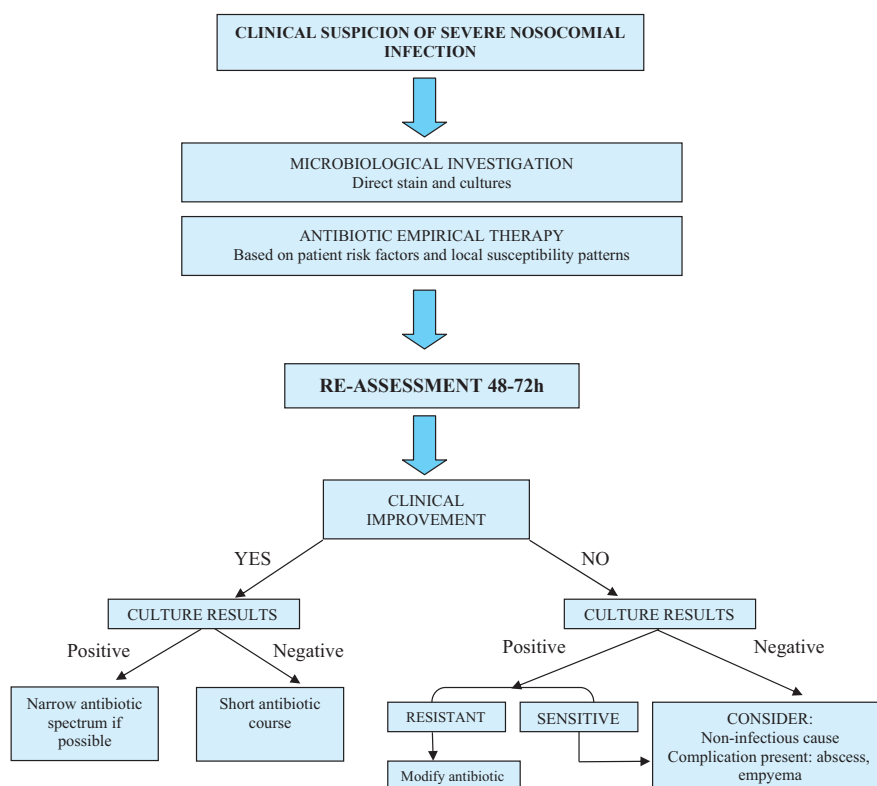 CLINICAL SUSPICION OF SEVERE NOSOCOMIAL
INFECTION
MICROBIOLOGICAL INVESTIGATION
Direct stain and cultures
ANTIBIOTIC EMPIRICAL THERAPY
Based on patient risk factors and local susceptibility patterns
RE-ASSESSMENT 48-72h
CLINICAL
IMPROVEMENT
YES
NO
CULTURE RESULTS
CULTURE RESULTS
Positive
Negative
Positive
Negative
Narrow antibiotic
spectrum if
possible
Short antibiotic
course
RESISTANT
SENSITIVE
CONSIDER:
Non-infectious cause
Complication present: abscess,
empyema
Modify antibiotic